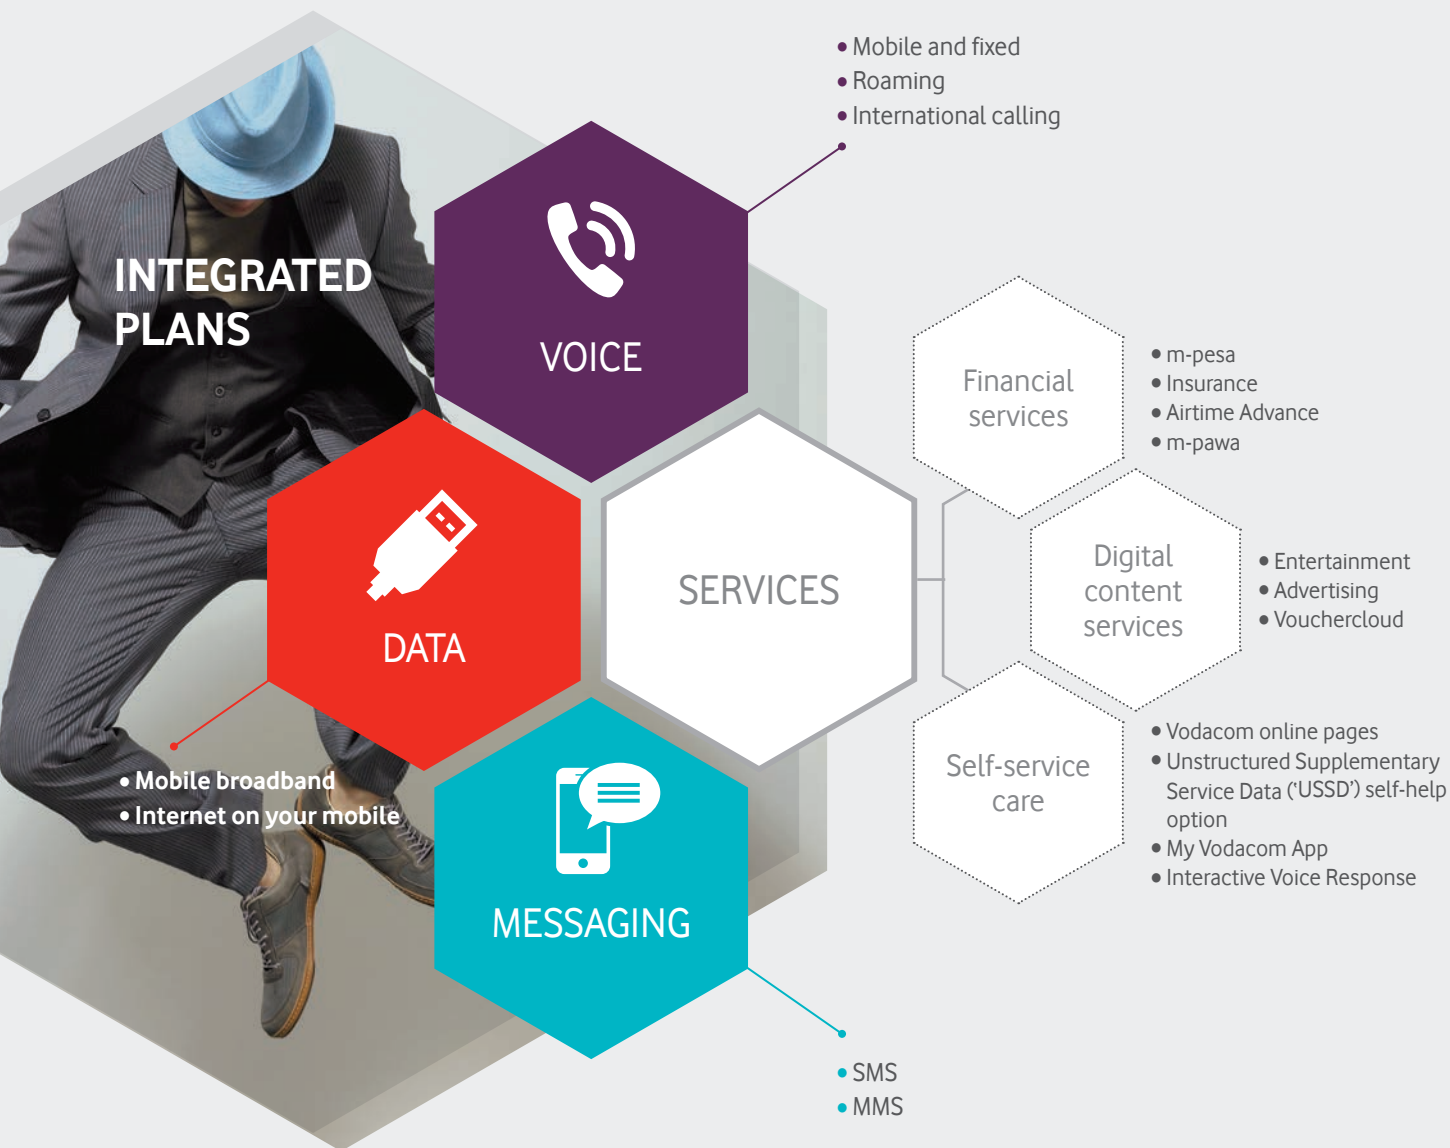 INTEGRATED
PLANS
VOICE
• Mobile and fixed
• Roaming
• International calling
DATA
• Mobile broadband
• Internet on your mobile
SERVICES
Financial
services
• m-pesa
• Insurance
• Airtime Advance
• m-pawa
Digital
content
services
• Entertainment
• Advertising
• Vouchercloud
Self-service
care
• Vodacom online pages
• Unstructured Supplementary
Service Data (‘USSD’) self-help
option
• My Vodacom App
• Interactive Voice Response
MESSAGING
• SMS
• MMS